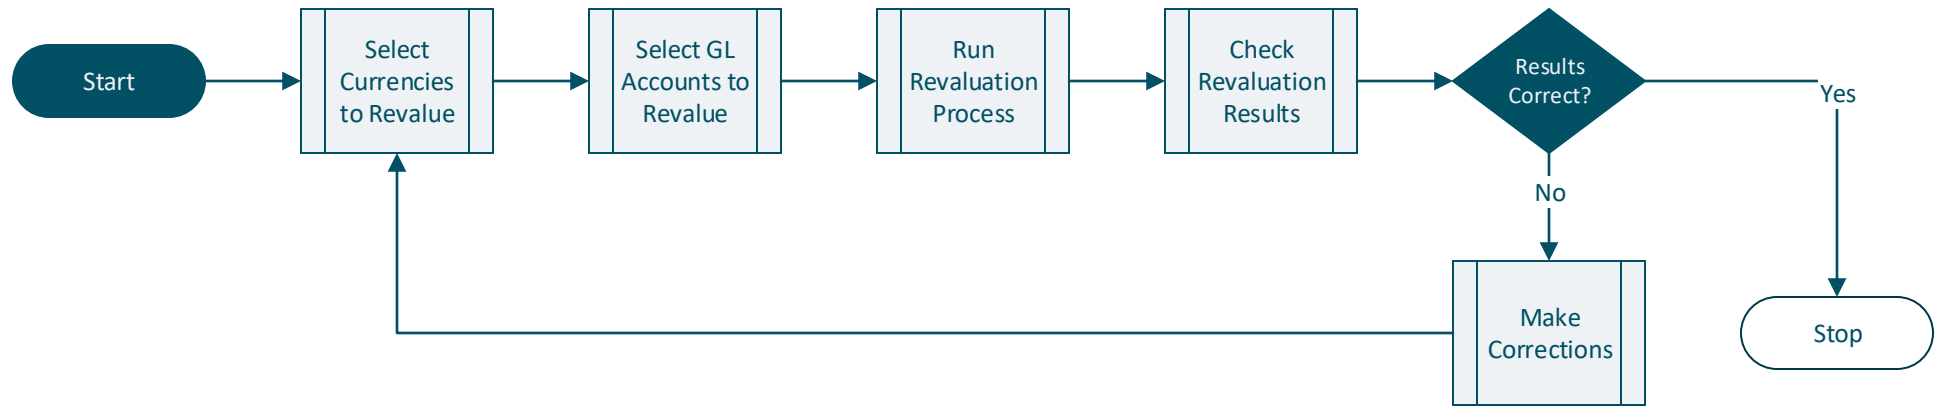 Start
Select
Currencies
to Revalue
Select GL
Accounts to
Revalue
Run
Revaluation
Process
Check
Revaluation
Results
Results
Correct?
Yes
No
Make
Corrections
Stop